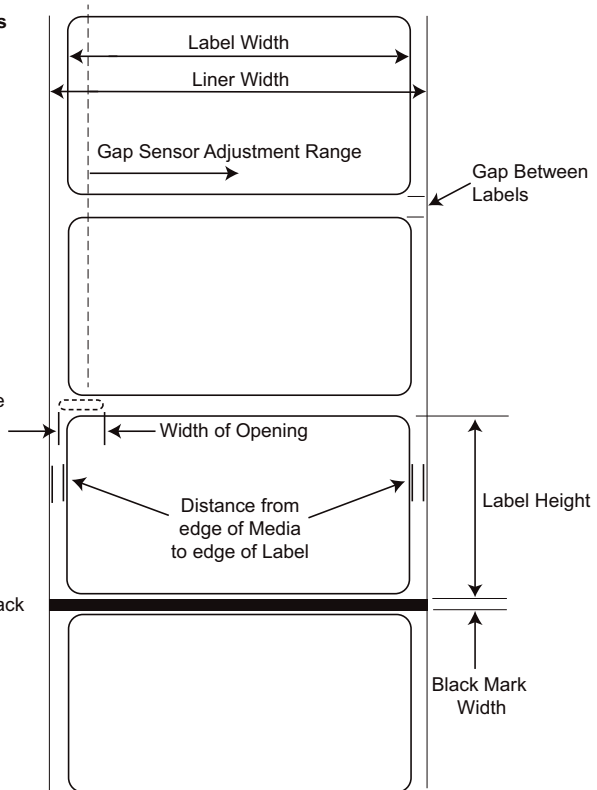 s
Label Width
Liner Width
Gap Sensor Adjustment Range
Gap Between
Labels
e
Width of Opening
Distance from
edge of Media
to edge of Label
Label Height
ack
Black Mark
Width